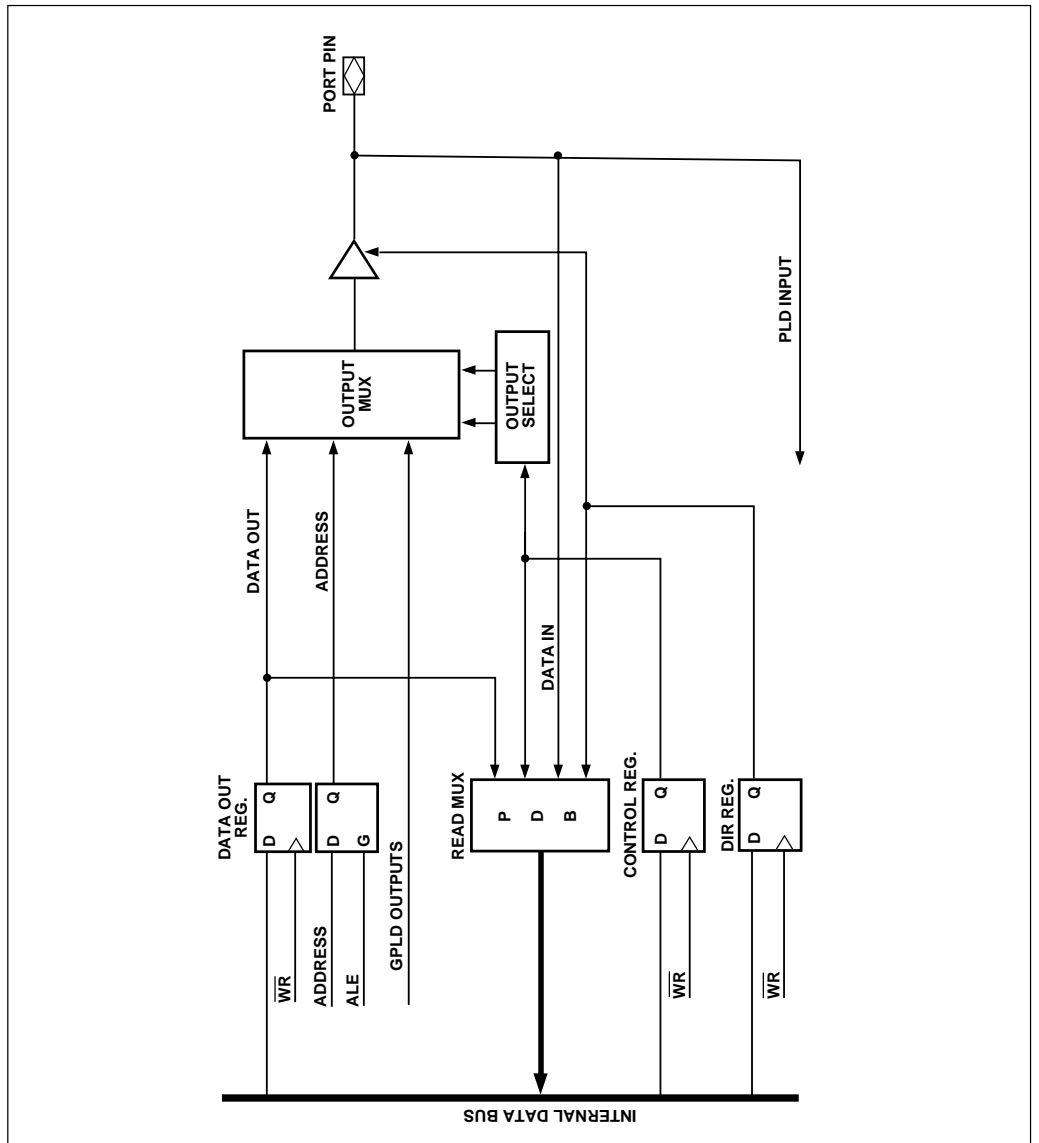 INTERNAL DATA BUS
DATA OUT
REG.
D Q
WR
D Q
G
ADDRESS
ALE
GPLD OUTPUTS
READ MUX
P
D
B
CONTROL REG.
D Q
WR
DIR REG.
D Q
WR
DATA OUT
ADDRESS
DATA IN
OUTPUT
MUX
OUTPUT
SELECT
PLD INPUT
PORT PIN